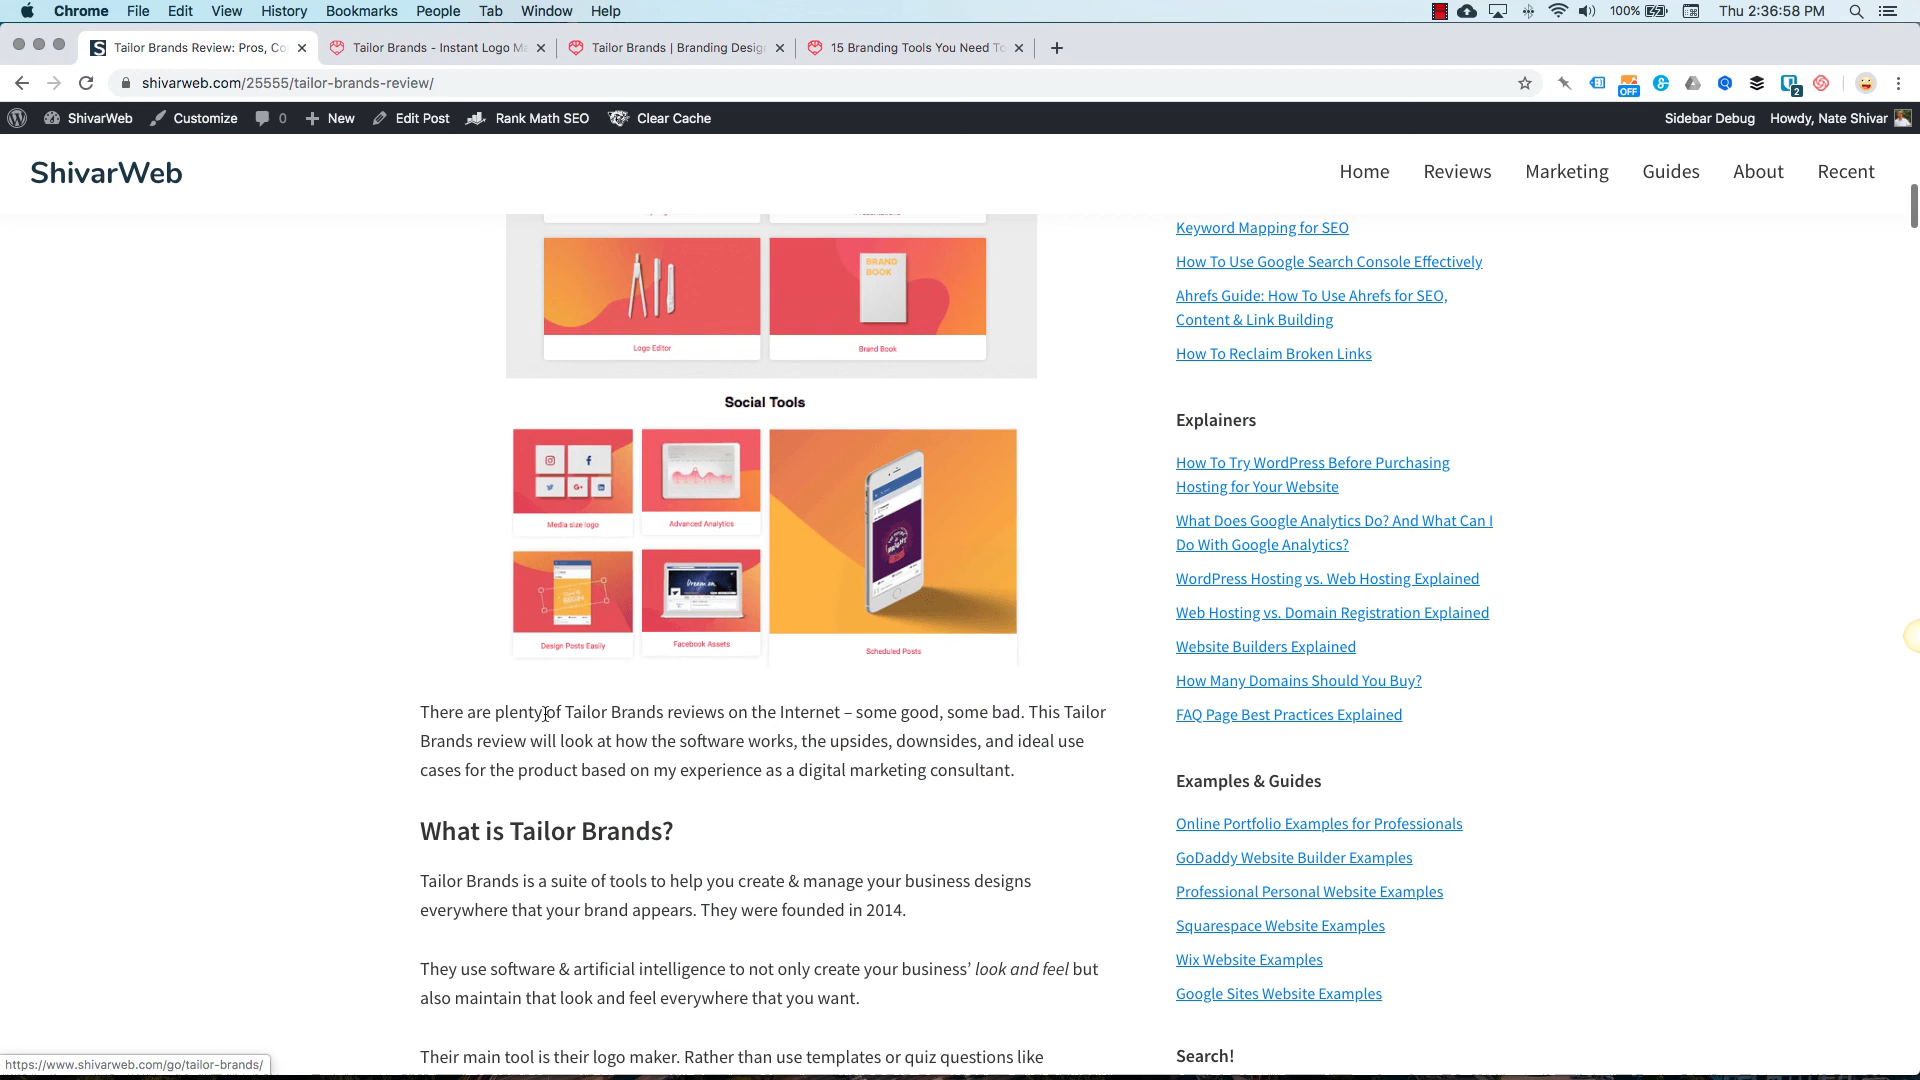 Chrome File Edit View History Bookmarks People Tab Window Help 100% Thu 2:36:58 PM
Tailor Brands Review: Pros, Co
Tailor Brands - Instant Logo Ma
Tailor Brands | Branding Design
15 Branding Tools You Need To
shivarweb.com/25555/tailor-brands-review/
OFF
2
ShivarWeb Customize 0 New Edit Post Rank Math SEO Clear Cache Sidebar Debug Howdy, Nate Shivar
ShivarWeb
Home Reviews Marketing Guides About Recent
BRAND
BOOK
Logo Editor
Brand Book
Social Tools
Media size logo
Advanced Analytics
Dream on.
Design Posts Easily
Facebook Assets
Scheduled Posts
There are plenty of Tailor Brands reviews on the Internet – some good, some bad. This Tailor
Brands review will look at how the software works, the upsides, downsides, and ideal use
cases for the product based on my experience as a digital marketing consultant.
What is Tailor Brands?
Tailor Brands is a suite of tools to help you create & manage your business designs
everywhere that your brand appears. They were founded in 2014.
They use software & artificial intelligence to not only create your business’ look and feel but
also maintain that look and feel everywhere that you want.
Their main tool is their logo maker. Rather than use templates or quiz questions like
Keyword Mapping for SEO
How To Use Google Search Console Effectively
Ahrefs Guide: How To Use Ahrefs for SEO,
Content & Link Building
How To Reclaim Broken Links
Explainers
How To Try WordPress Before Purchasing
Hosting for Your Website
What Does Google Analytics Do? And What Can I
Do With Google Analytics?
WordPress Hosting vs. Web Hosting Explained
Web Hosting vs. Domain Registration Explained
Website Builders Explained
How Many Domains Should You Buy?
FAQ Page Best Practices Explained
Examples & Guides
Online Portfolio Examples for Professionals
GoDaddy Website Builder Examples
Professional Personal Website Examples
Squarespace Website Examples
Wix Website Examples
Google Sites Website Examples
Search!
https://www.shivarweb.com/go/tailor-brands/